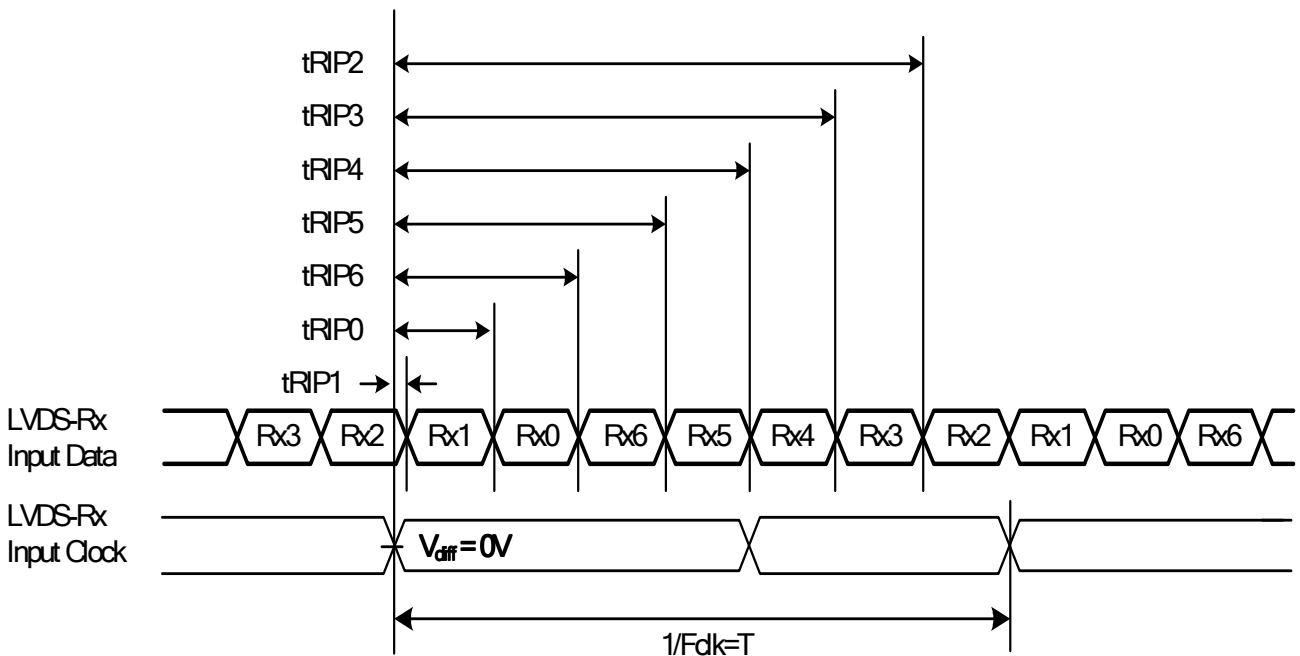 tRIP2
tRIP3
tRIP4
tRIP5
tRIP6
tRIP0
tRIP1
LVDS-Rx
Input Data
Rx3 Rx2 Rx1 Rx0 Rx6 Rx5 Rx4 Rx3 Rx2 Rx1 Rx0 Rx6
LVDS-Rx
Input Clock
Vdiff = 0V
1/Fclk=T